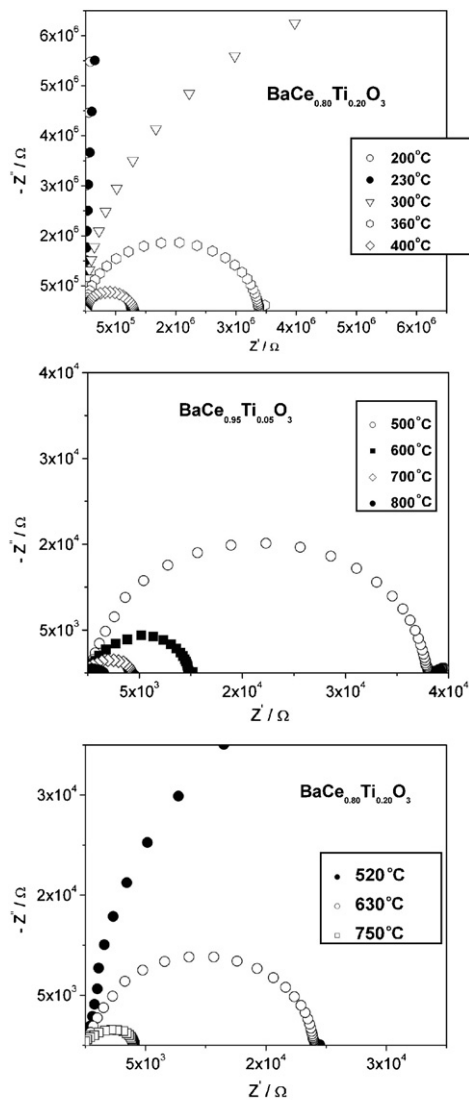 6x10⁶
5x10⁶
4x10⁶
3x10⁶
2x10⁶
5x10⁵
- Z'' / Ω
BaCe₀.₈₀Ti₀.₂₀O₃
200°C
230°C
300°C
360°C
400°C
5x10⁵ 2x10⁶ 3x10⁶ 4x10⁶ 5x10⁶ 6x10⁶
Z' / Ω
4x10⁴
3x10⁴
2x10⁴
5x10³
- Z'' / Ω
BaCe₀.₉₅Ti₀.₀₅O₃
500°C
600°C
700°C
800°C
5x10³ 2x10⁴ 3x10⁴ 4x10⁴
Z' / Ω
3x10⁴
2x10⁴
5x10³
- Z'' / Ω
BaCe₀.₈₀Ti₀.₂₀O₃
520°C
630°C
750°C
5x10³ 2x10⁴ 3x10⁴
Z' / Ω